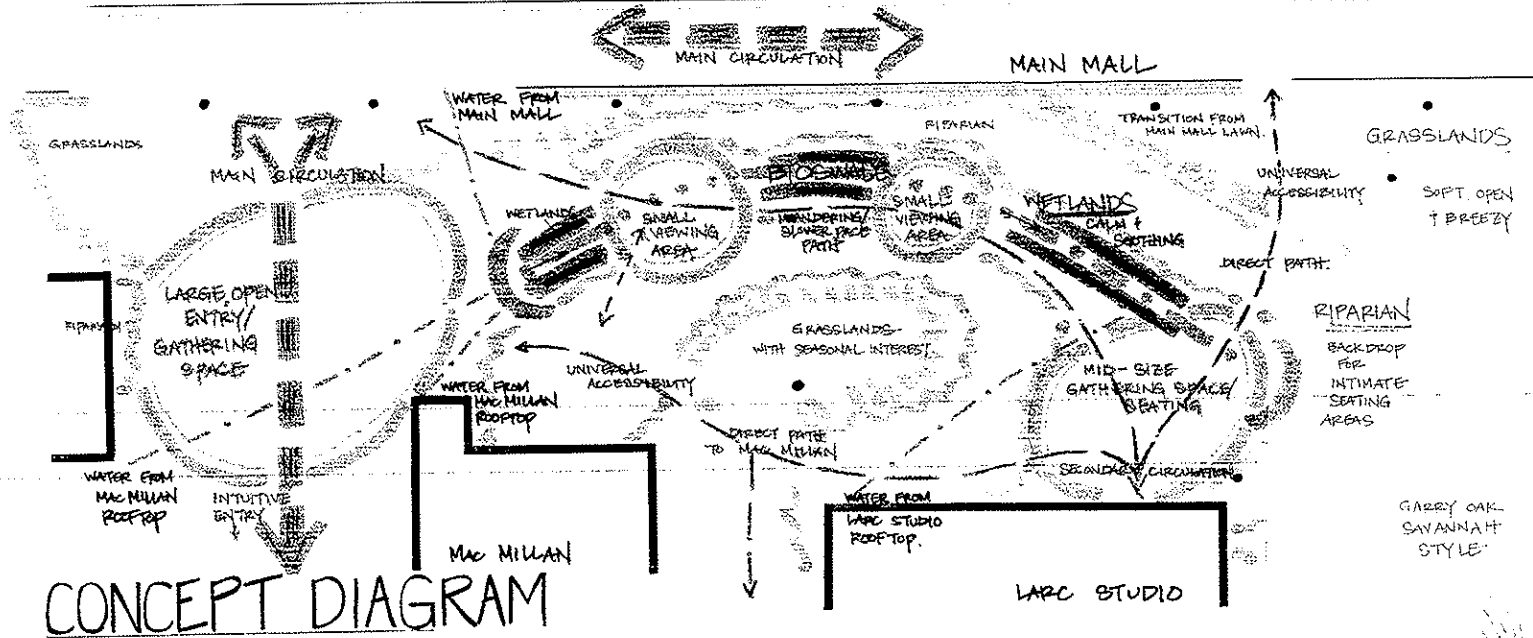 MAIN CIRCULATION
MAIN MALL
WATER FROM
MAIN MALL
RIPARIAN
TRANSITION FROM
MAIN MALL LAWN.
GRASSLANDS
GRASSLANDS
MAIN CIRCULATION
BIOSWALE
UNIVERSAL
ACCESSIBILITY
SOFT, OPEN
& BREEZY
WETLANDS
SMALL
VIEWING
AREA
MEANDERING/
SLOWER PACE
PATH
SMALL
VIEWING
AREA
WETLANDS
CALM &
SOOTHING
DIRECT PATH.
LARGE, OPEN
ENTRY/
GATHERING
SPACE
RIPARIAN
GRASSLANDS
WITH SEASONAL INTEREST
RIPARIAN
BACKDROP
FOR
INTIMATE
SEATING
AREAS
UNIVERSAL
ACCESSABILITY
MID-SIZE
GATHERING SPACE/
SEATING
WATER FROM
MAC MILLAN
ROOFTOP
DIRECT PATH
TO MAC MILLAN
SECONDARY CIRCULATION
WATER FROM
MAC MILLAN
ROOFTOP
INTUITIVE
ENTRY
WATER FROM
LARC STUDIO
ROOFTOP.
GARRY OAK
SAVANNAH
STYLE
MAC MILLAN
LARC STUDIO
CONCEPT DIAGRAM